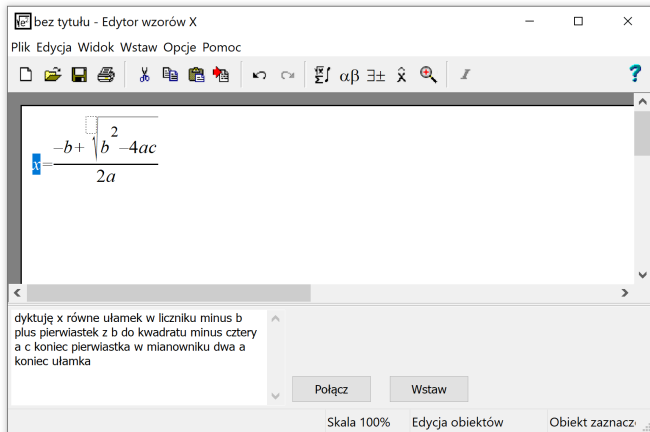 bez tytułu - Edytor wzorów X
Plik Edycja Widok Wstaw Opcje Pomoc
αβ ∃± x̂ I ?
x=
−b+ √b²−4ac
2a
dyktuję x równe ułamek w liczniku minus b
plus pierwiastek z b do kwadratu minus cztery
a c koniec pierwiastka w mianowniku dwa a
koniec ułamka
Połącz Wstaw
Skala 100% Edycja obiektów Obiekt zaznacz